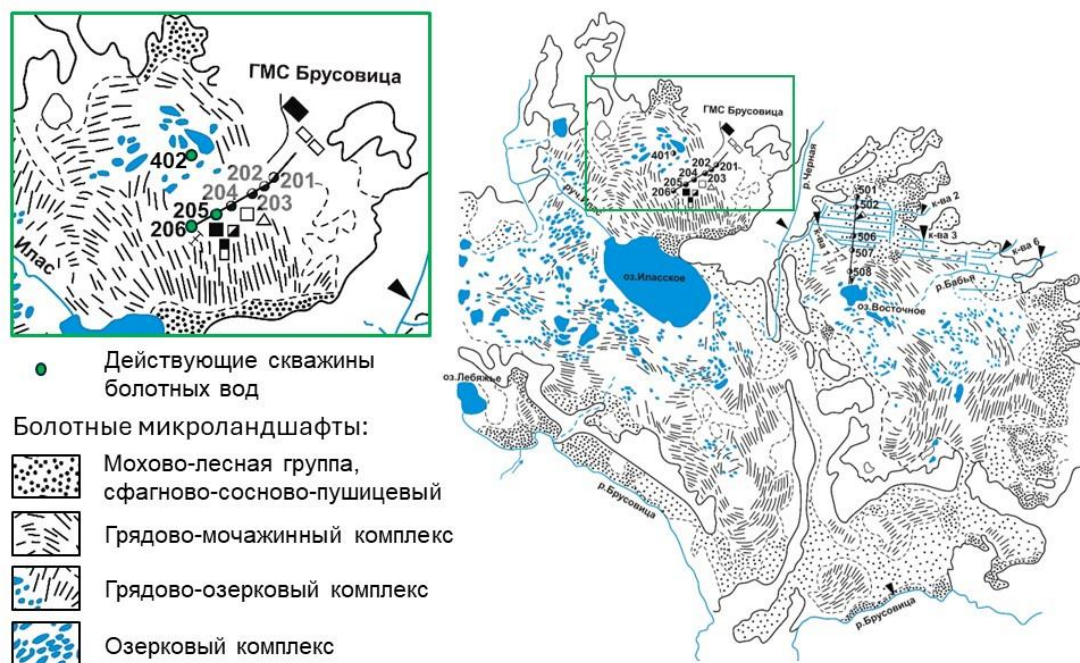 ГМС Брусовица
402
202
204
201
205
203
206
Илас
Действующие скважины
болотных вод
Болотные микроландшафты:
Мохово-лесная группа,
сфагново-сосново-пушицевый
Грядово-мочажинный комплекс
Грядово-озерковый комплекс
Озерковый комплекс
ГМС Брусовица
401
202
201
204
205
203
206
руч.Илас
р.Черная
501
502
к-ва 2
506
к-ва 3
к-ва 6
507
508
р.Бабья
оз.Иласское
оз.Восточное
оз.Лебяжье
р.Брусовица
р.Брусовица